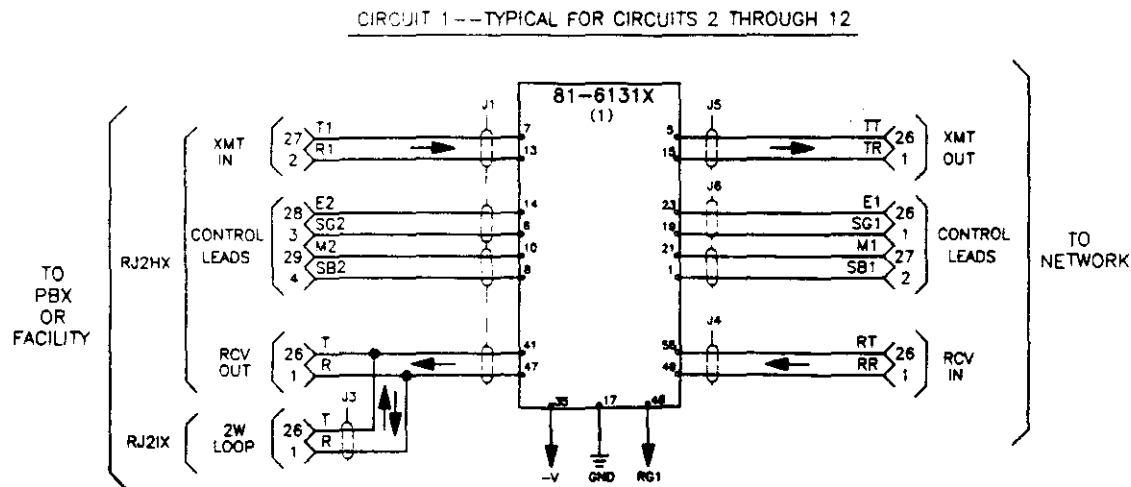 CIRCUIT 1--TYPICAL FOR CIRCUITS 2 THROUGH 12
81-6131X
(1)
J1
J5
XMT
IN
27
2
T1
R1
7
13
5
15
TT
TR
26
1
XMT
OUT
J6
CONTROL
LEADS
28
3
29
4
E2
SG2
M2
SB2
14
6
10
8
23
19
21
1
E1
SG1
M1
SB1
26
1
27
2
CONTROL
LEADS
TO
PBX
OR
FACILITY
RJ2HX
TO
NETWORK
RCV
OUT
26
1
T
R
41
47
J4
RT
RR
26
1
RCV
IN
RJ2IX
2W
LOOP
26
1
T
R
J3
35
17
-V
GND
RG1